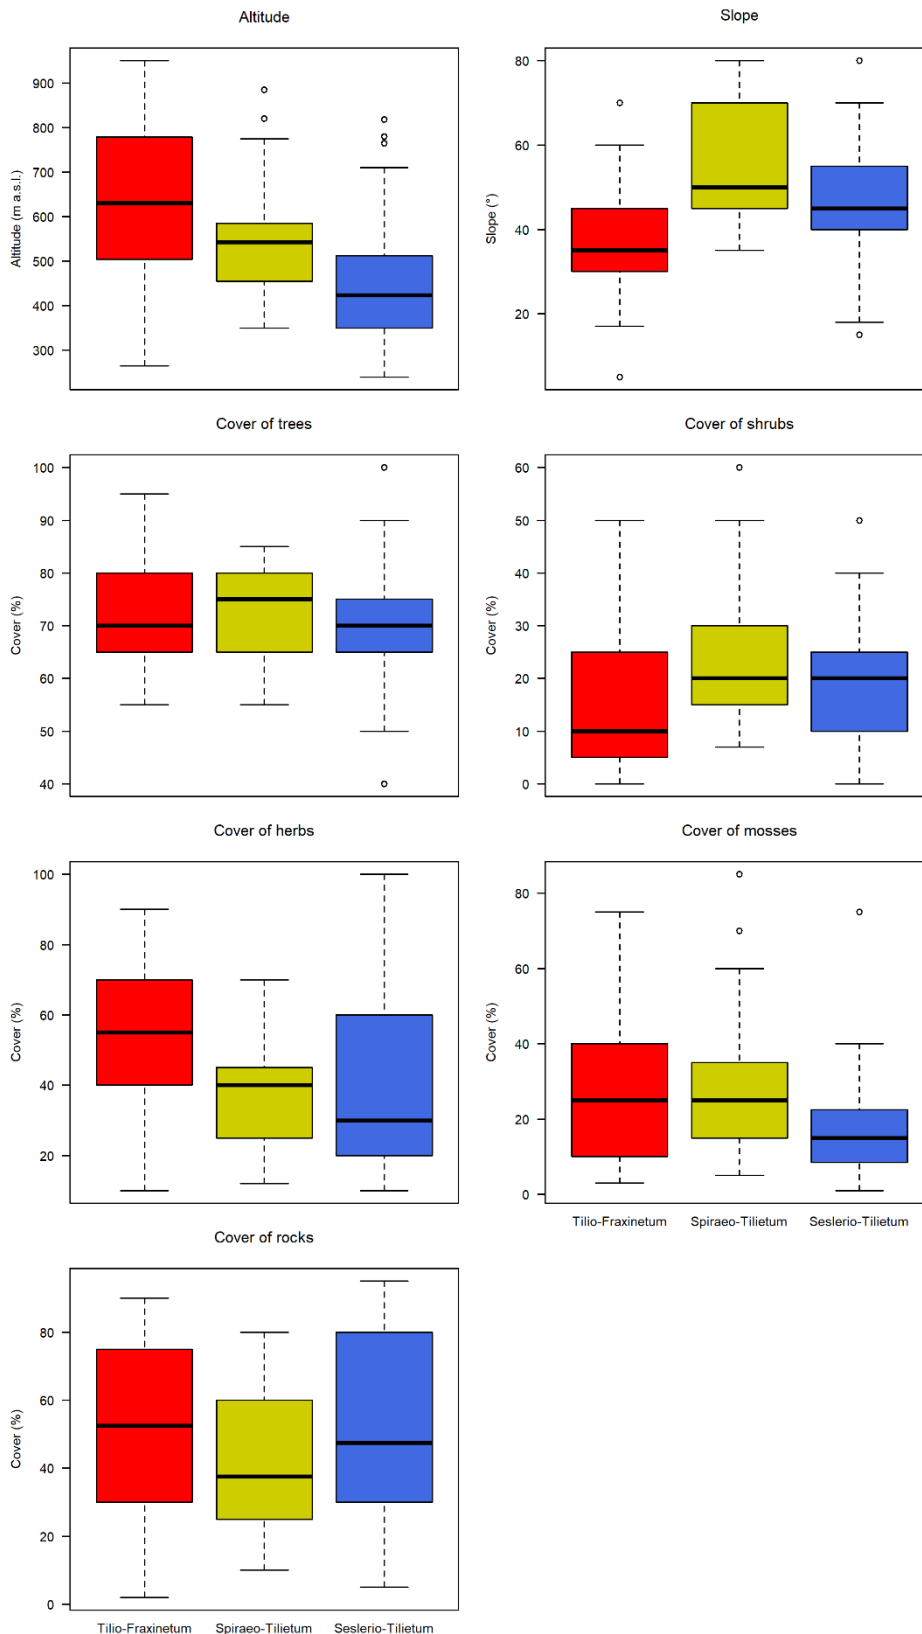 Altitude
Altitude (m a.s.l.)
900
800
700
600
500
400
300
Slope
Slope (°)
80
60
40
20
Cover of trees
Cover (%)
100
90
80
70
60
50
40
Cover of shrubs
Cover (%)
60
50
40
30
20
10
0
Cover of herbs
Cover (%)
100
80
60
40
20
Cover of mosses
Cover (%)
80
60
40
20
0
Tilio-Fraxinetum Spiraeo-Tilietum Seslerio-Tilietum
Cover of rocks
Cover (%)
80
60
40
20
0
Tilio-Fraxinetum Spiraeo-Tilietum Seslerio-Tilietum